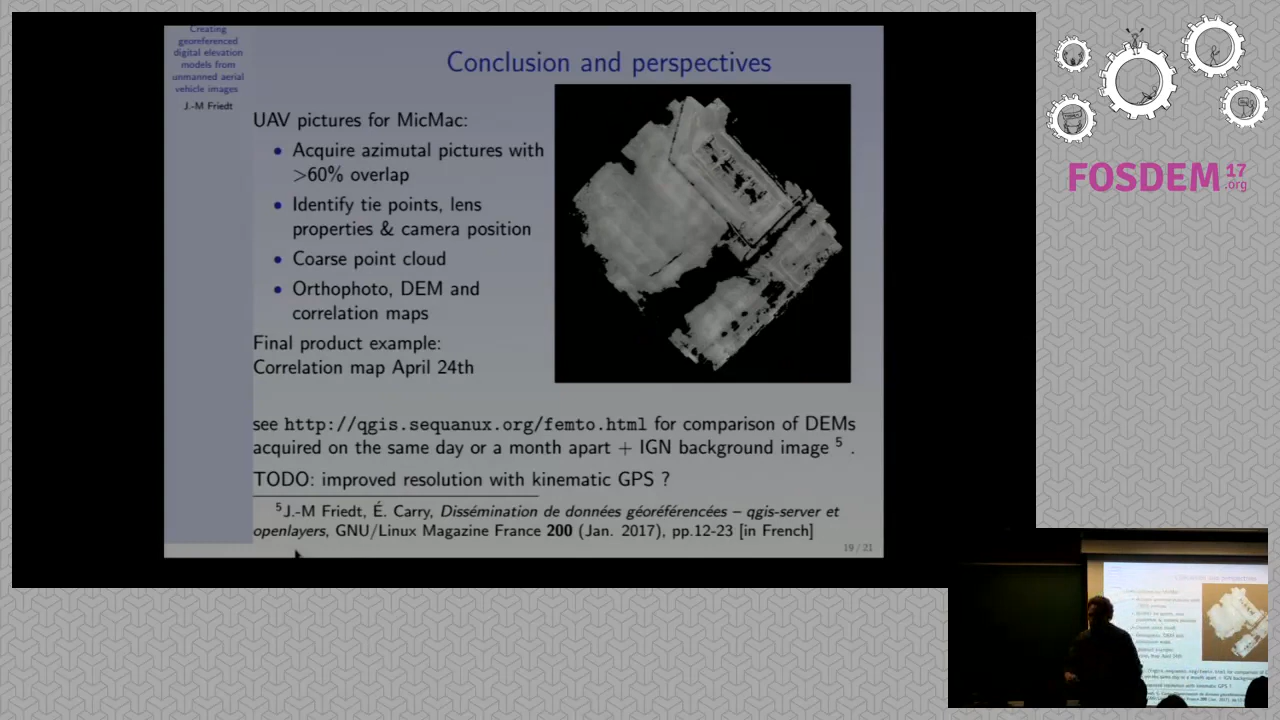 Creating
georeferenced
digital elevation
models from
unmanned aerial
vehicle images
J.-M Friedt
Conclusion and perspectives
UAV pictures for MicMac:
• Acquire azimutal pictures with
>60% overlap
• Identify tie points, lens
properties & camera position
• Coarse point cloud
• Orthophoto, DEM and
correlation maps
Final product example:
Correlation map April 24th
see http://qgis.sequanux.org/femto.html for comparison of DEMs
acquired on the same day or a month apart + IGN background image 5 .
TODO: improved resolution with kinematic GPS ?
5J.-M Friedt, É. Carry, Dissémination de données géoréférencées – qgis-server et
openlayers, GNU/Linux Magazine France 200 (Jan. 2017), pp.12-23 [in French]
19 / 21
FOSDEM 17
.org